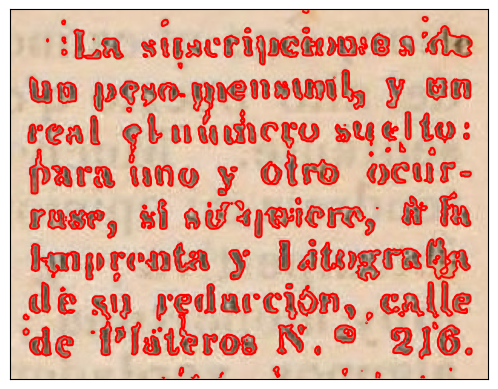 La suscripcion es de
un peso mensual, y un
real el número suelto:
para uno y otro ocur-
rase, si se quiere, á la
Imprenta y Litografía
de su redaccion, calle
de Plateros N. º 216.